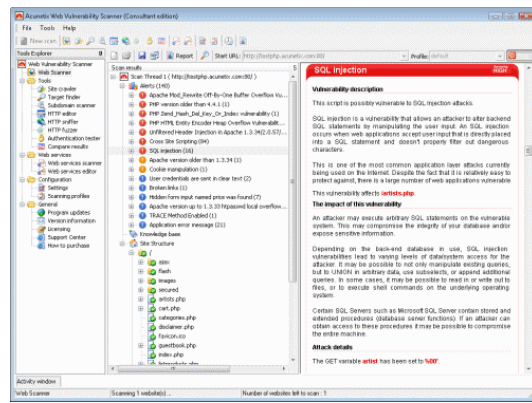 Acunetix Web Vulnerability Scanner (Consultant edition)
File Tools Help
New scan
Report
Start URL: http://testphp.acunetix.com:80/
Profile: default
Tools Explorer
Web Vulnerability Scanner
Web Scanner
Tools
Site crawler
Target finder
Subdomain scanner
HTTP editor
HTTP sniffer
HTTP fuzzer
Authentication tester
Compare results
Web services
Web services scanner
Web services editor
Configuration
Settings
Scanning profiles
General
Program updates
Version information
Licensing
Support Center
How to purchase
Scan results
Scan Thread 1 ( http://testphp.acunetix.com:80/ )
Alerts (140)
Apache Mod_Rewrite Off-By-One Buffer Overflow Vu...
PHP version older than 4.4.1 (1)
PHP Zend_Hash_Del_Key_Or_Index vulnerability (1)
PHP HTML Entity Encoder Heap Overflow Vulnerabilit...
Unfiltered Header Injection in Apache 1.3.34/2.0.57/...
Cross Site Scripting
SQL injection (16)
Apache version older than 1.3.34 (1)
Cookie manipulation (1)
User credentials are sent in clear text (2)
Broken links (1)
Hidden form input named price was found (7)
Apache version up to 1.3.33 htpasswd local overflow...
TRACE Method Enabled (1)
Application error message (21)
Knowledge base
Site Structure
/
ajax
flash
images
secured
artists.php
cart.php
categories.php
disclaimer.php
favicon.ico
guestbook.php
index.php
listproducts.php
SQL injection
Vulnerability description
This script is possibly vulnerable to SQL Injection attacks.
SQL injection is a vulnerability that allows an attacker to alter backend
SQL statements by manipulating the user input. An SQL injection
occurs when web applications accept user input that is directly placed
into a SQL statement and doesn't properly filter out dangerous
characters.
This is one of the most common application layer attacks currently
being used on the Internet. Despite the fact that it is relatively easy to
protect against, there is a large number of web applications vulnerable
This vulnerability affects /artists.php.
The impact of this vulnerability
An attacker may execute arbitrary SQL statements on the vulnerable
system. This may compromise the integrity of your database and/or
expose sensitive information.
Depending on the back-end database in use, SQL injection
vulnerabilities lead to varying levels of data/system access for the
attacker. It may be possible to not only manipulate existing queries,
but to UNION in arbitrary data, use subselects, or append additional
queries. In some cases, it may be possible to read in or write out to
files, or to execute shell commands on the underlying operating
system.
Certain SQL Servers such as Microsoft SQL Server contain stored and
extended procedures (database server functions). If an attacker can
obtain access to these procedures it may be possible to compromise
the entire machine.
Attack details
The GET variable artist has been set to %00'.
Activity window
Web Scanner
Scanning 1 website(s) ...
Number of websites left to scan : 1